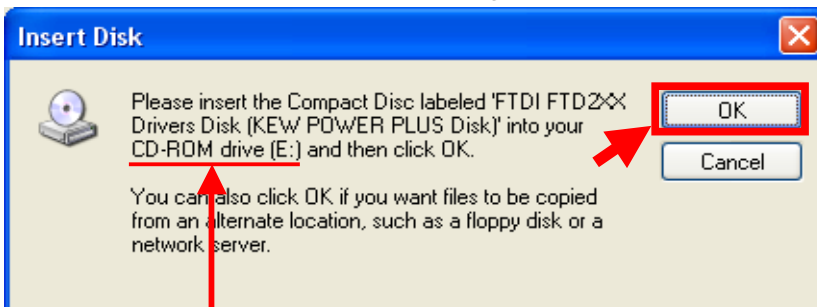 Insert Disk
Please insert the Compact Disc labeled 'FTDI FTD2XX
Drivers Disk (KEW POWER PLUS Disk)' into your
CD-ROM drive (E:) and then click OK.
You can also click OK if you want files to be copied
from an alternate location, such as a floppy disk or a
network server.
OK
Cancel